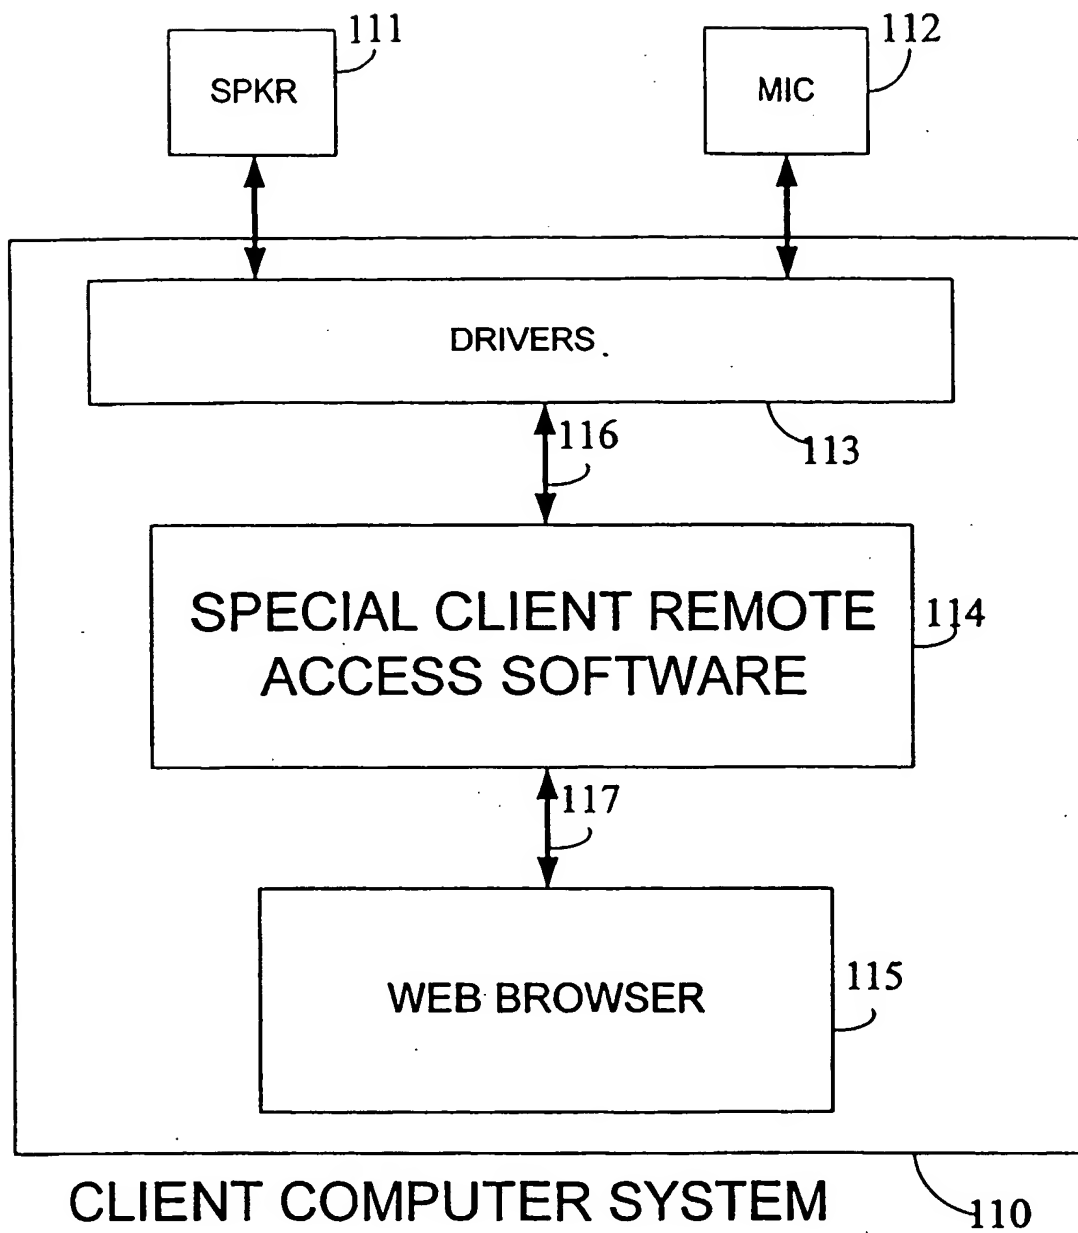 111
112
SPKR
MIC
DRIVERS
116
113
SPECIAL CLIENT REMOTE
ACCESS SOFTWARE
114
117
WEB BROWSER
115
CLIENT COMPUTER SYSTEM
110